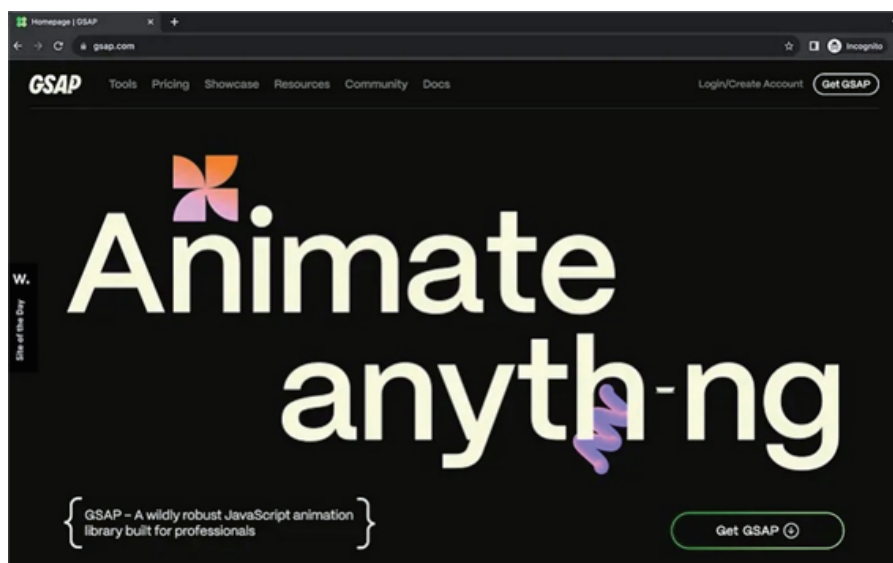 Homepage | GSAP
gsap.com
Incognito
GSAP
Tools Pricing Showcase Resources Community Docs
Login/Create Account
Get GSAP
Animate
anyth-ng
W.
Site of the Day
{ GSAP – A wildly robust JavaScript animation
library built for professionals }
Get GSAP